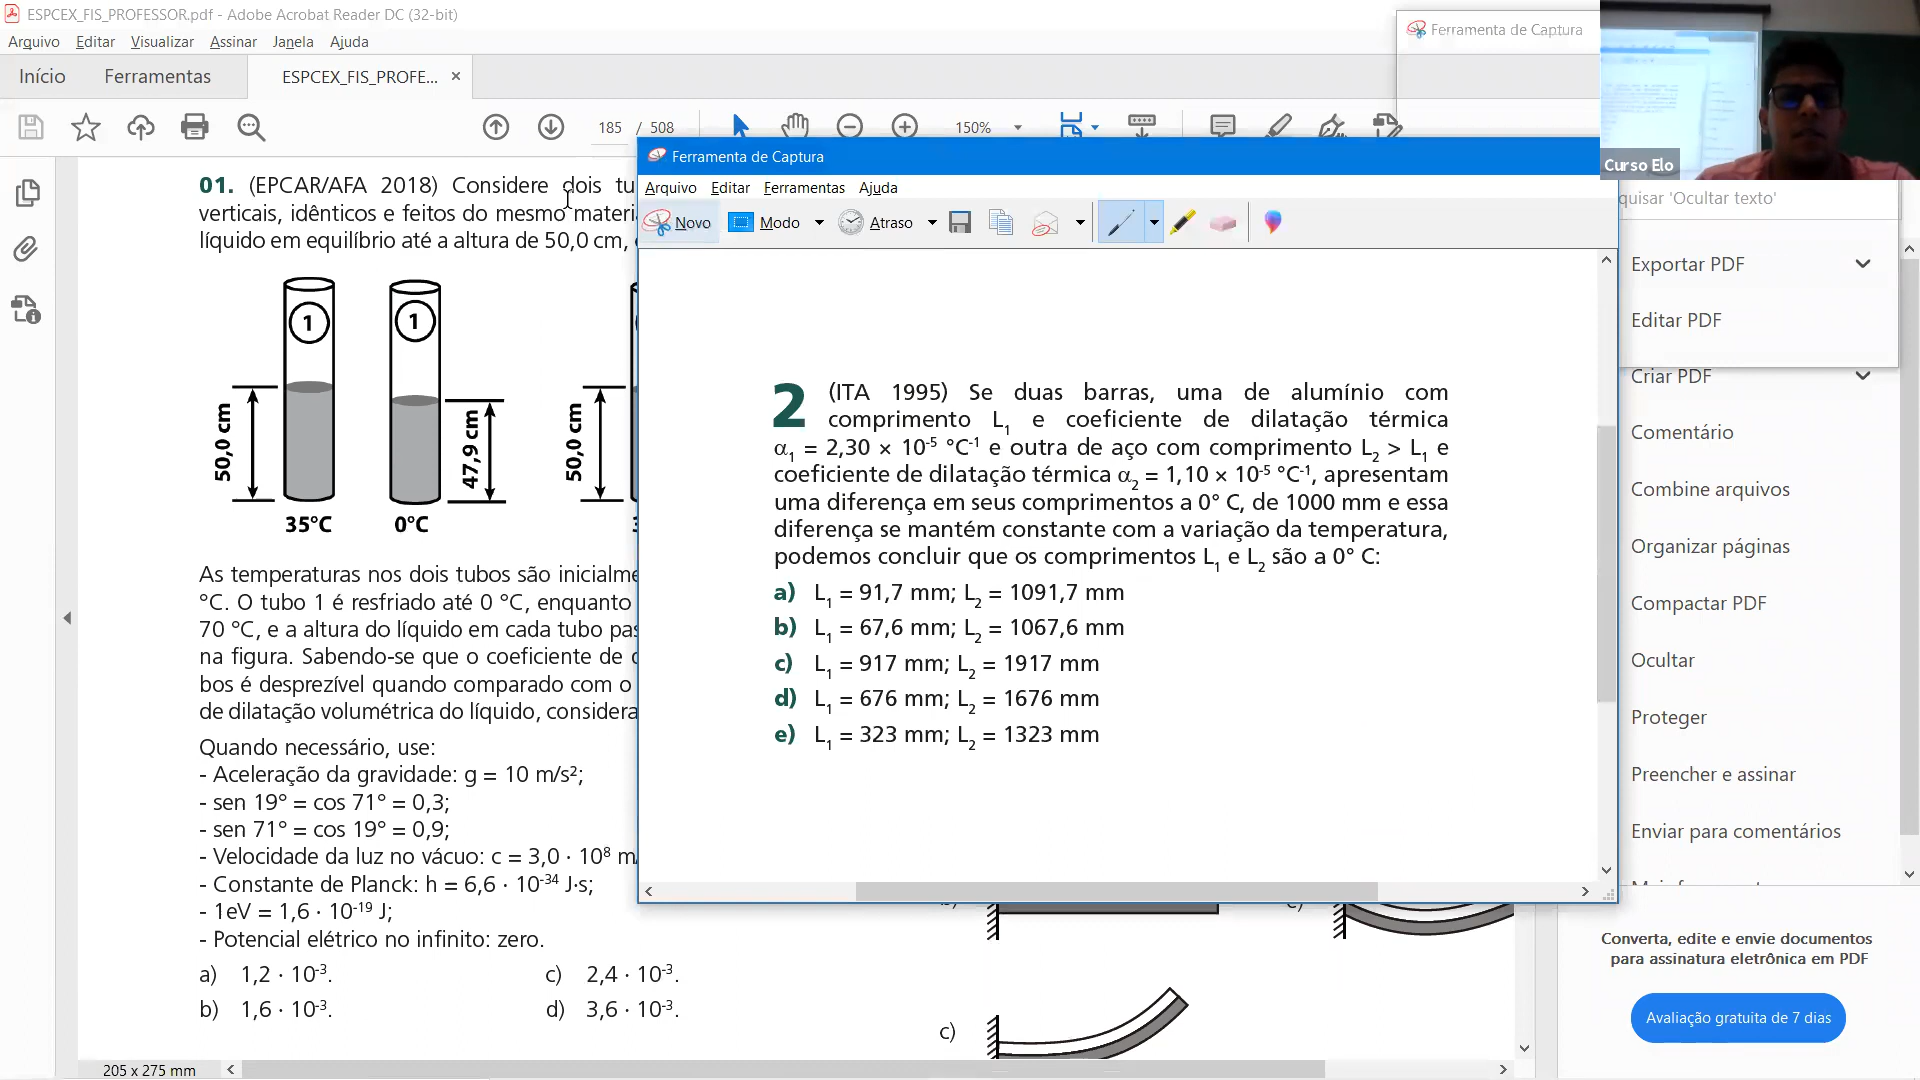 ESPCEX_FIS_PROFESSOR.pdf - Adobe Acrobat Reader DC (32-bit)
Arquivo Editar Visualizar Assinar Janela Ajuda
Início Ferramentas ESPCEX_FIS_PROFE... ×
185 / 508 150%
Ferramenta de Captura
Curso Elo
01. (EPCAR/AFA 2018) Considere dois tu
verticais, idênticos e feitos do mesmo materia
líquido em equilíbrio até a altura de 50,0 cm,
1
1
50,0 cm
47,9 cm
50,0 cm
35°C
0°C
As temperaturas nos dois tubos são inicialme
°C. O tubo 1 é resfriado até 0 °C, enquanto
70 °C, e a altura do líquido em cada tubo pas
na figura. Sabendo-se que o coeficiente de
bos é desprezível quando comparado com o
de dilatação volumétrica do líquido, considera
Quando necessário, use:
- Aceleração da gravidade: g = 10 m/s²;
- sen 19° = cos 71° = 0,3;
- sen 71° = cos 19° = 0,9;
- Velocidade da luz no vácuo: c = 3,0 · 10⁸ m
- Constante de Planck: h = 6,6 · 10⁻³⁴ J·s;
- 1eV = 1,6 · 10⁻¹⁹ J;
- Potencial elétrico no infinito: zero.
a) 1,2 · 10⁻³. c) 2,4 · 10⁻³.
b) 1,6 · 10⁻³. d) 3,6 · 10⁻³.
c)
205 x 275 mm
Ferramenta de Captura
Arquivo Editar Ferramentas Ajuda
Novo Modo Atraso
2 (ITA 1995) Se duas barras, uma de alumínio com
comprimento L₁ e coeficiente de dilatação térmica
α₁ = 2,30 × 10⁻⁵ °C⁻¹ e outra de aço com comprimento L₂ > L₁ e
coeficiente de dilatação térmica α₂ = 1,10 × 10⁻⁵ °C⁻¹, apresentam
uma diferença em seus comprimentos a 0° C, de 1000 mm e essa
diferença se mantém constante com a variação da temperatura,
podemos concluir que os comprimentos L₁ e L₂ são a 0° C:
a) L₁ = 91,7 mm; L₂ = 1091,7 mm
b) L₁ = 67,6 mm; L₂ = 1067,6 mm
c) L₁ = 917 mm; L₂ = 1917 mm
d) L₁ = 676 mm; L₂ = 1676 mm
e) L₁ = 323 mm; L₂ = 1323 mm
quisar 'Ocultar texto'
Exportar PDF
Editar PDF
Criar PDF
Comentário
Combine arquivos
Organizar páginas
Compactar PDF
Ocultar
Proteger
Preencher e assinar
Enviar para comentários
Converta, edite e envie documentos
para assinatura eletrônica em PDF
Avaliação gratuita de 7 dias